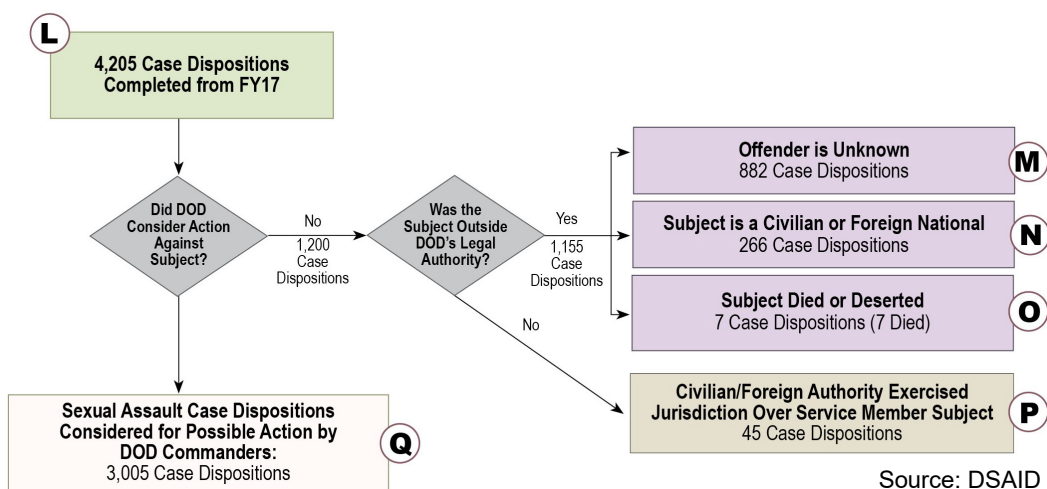 L
4,205 Case Dispositions
Completed from FY17
Did DOD
Consider Action
Against
Subject?
No
1,200
Case
Dispositions
Was the
Subject Outside
DOD's Legal
Authority?
Yes
1,155
Case
Dispositions
Offender is Unknown
882 Case Dispositions
M
Subject is a Civilian or Foreign National
266 Case Dispositions
N
Subject Died or Deserted
7 Case Dispositions (7 Died)
O
No
Civilian/Foreign Authority Exercised
Jurisdiction Over Service Member Subject
45 Case Dispositions
P
Sexual Assault Case Dispositions
Considered for Possible Action by
DOD Commanders:
3,005 Case Dispositions
Q
Source: DSAID